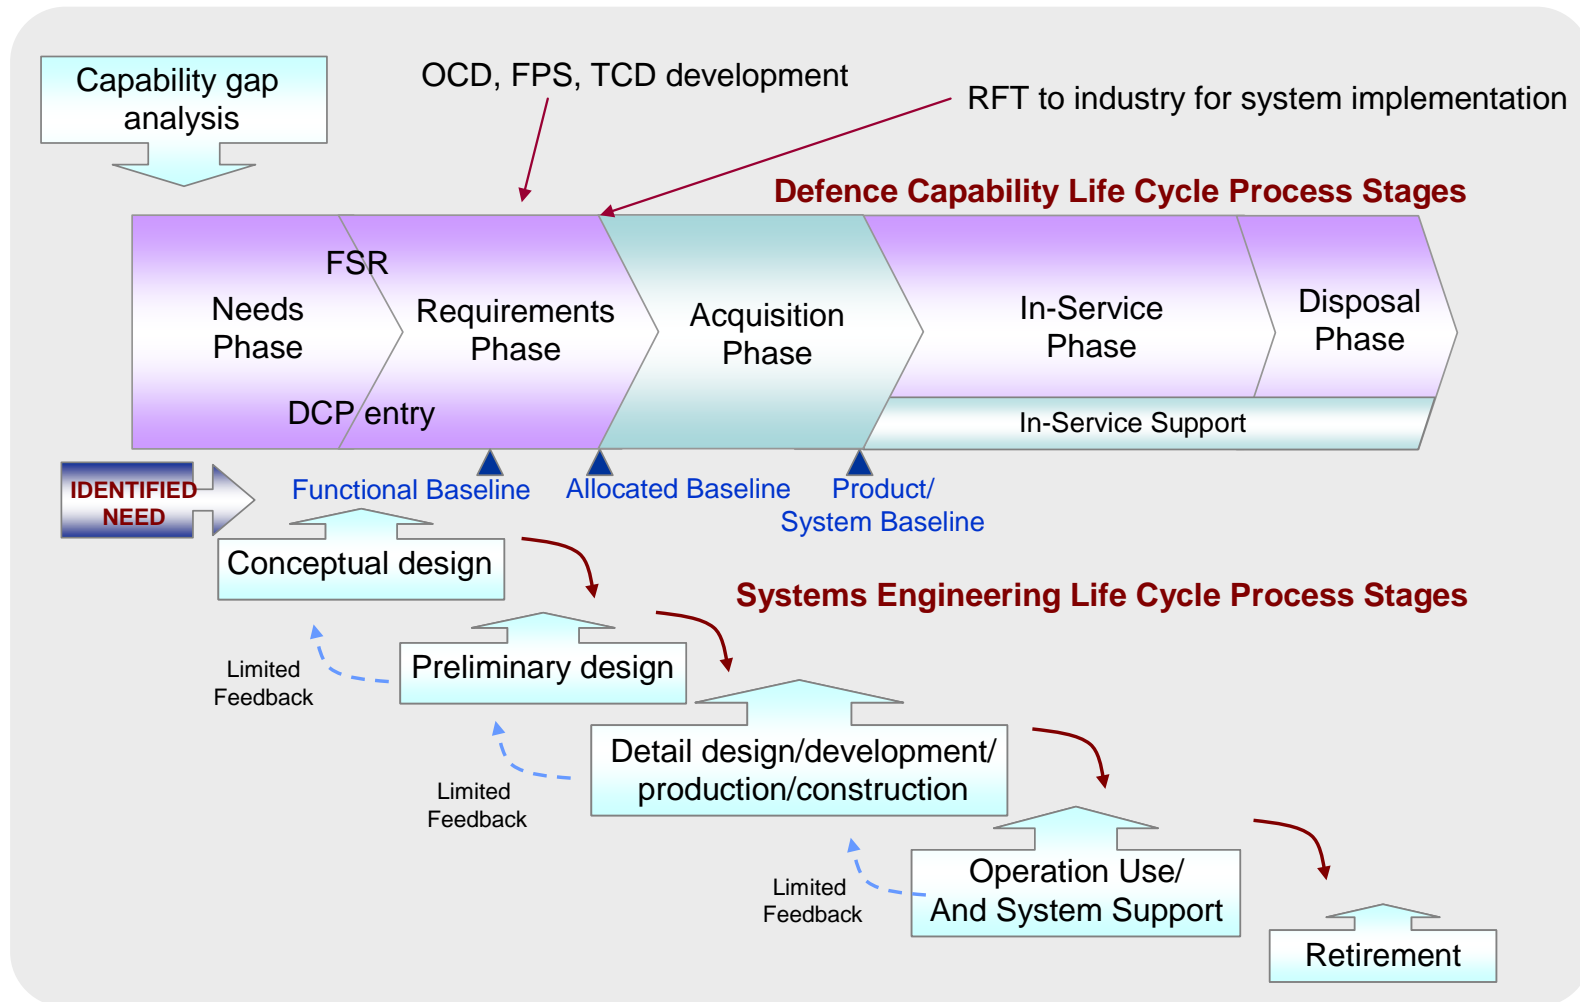 Capability gap
analysis
OCD, FPS, TCD development
RFT to industry for system implementation
Defence Capability Life Cycle Process Stages
FSR
Needs
Phase
Requirements
Phase
Acquisition
Phase
In-Service
Phase
Disposal
Phase
DCP entry
In-Service Support
IDENTIFIED
NEED
Functional Baseline
Allocated Baseline
Product/
System Baseline
Conceptual design
Systems Engineering Life Cycle Process Stages
Limited
Feedback
Preliminary design
Limited
Feedback
Detail design/development/
production/construction
Limited
Feedback
Operation Use/
And System Support
Retirement